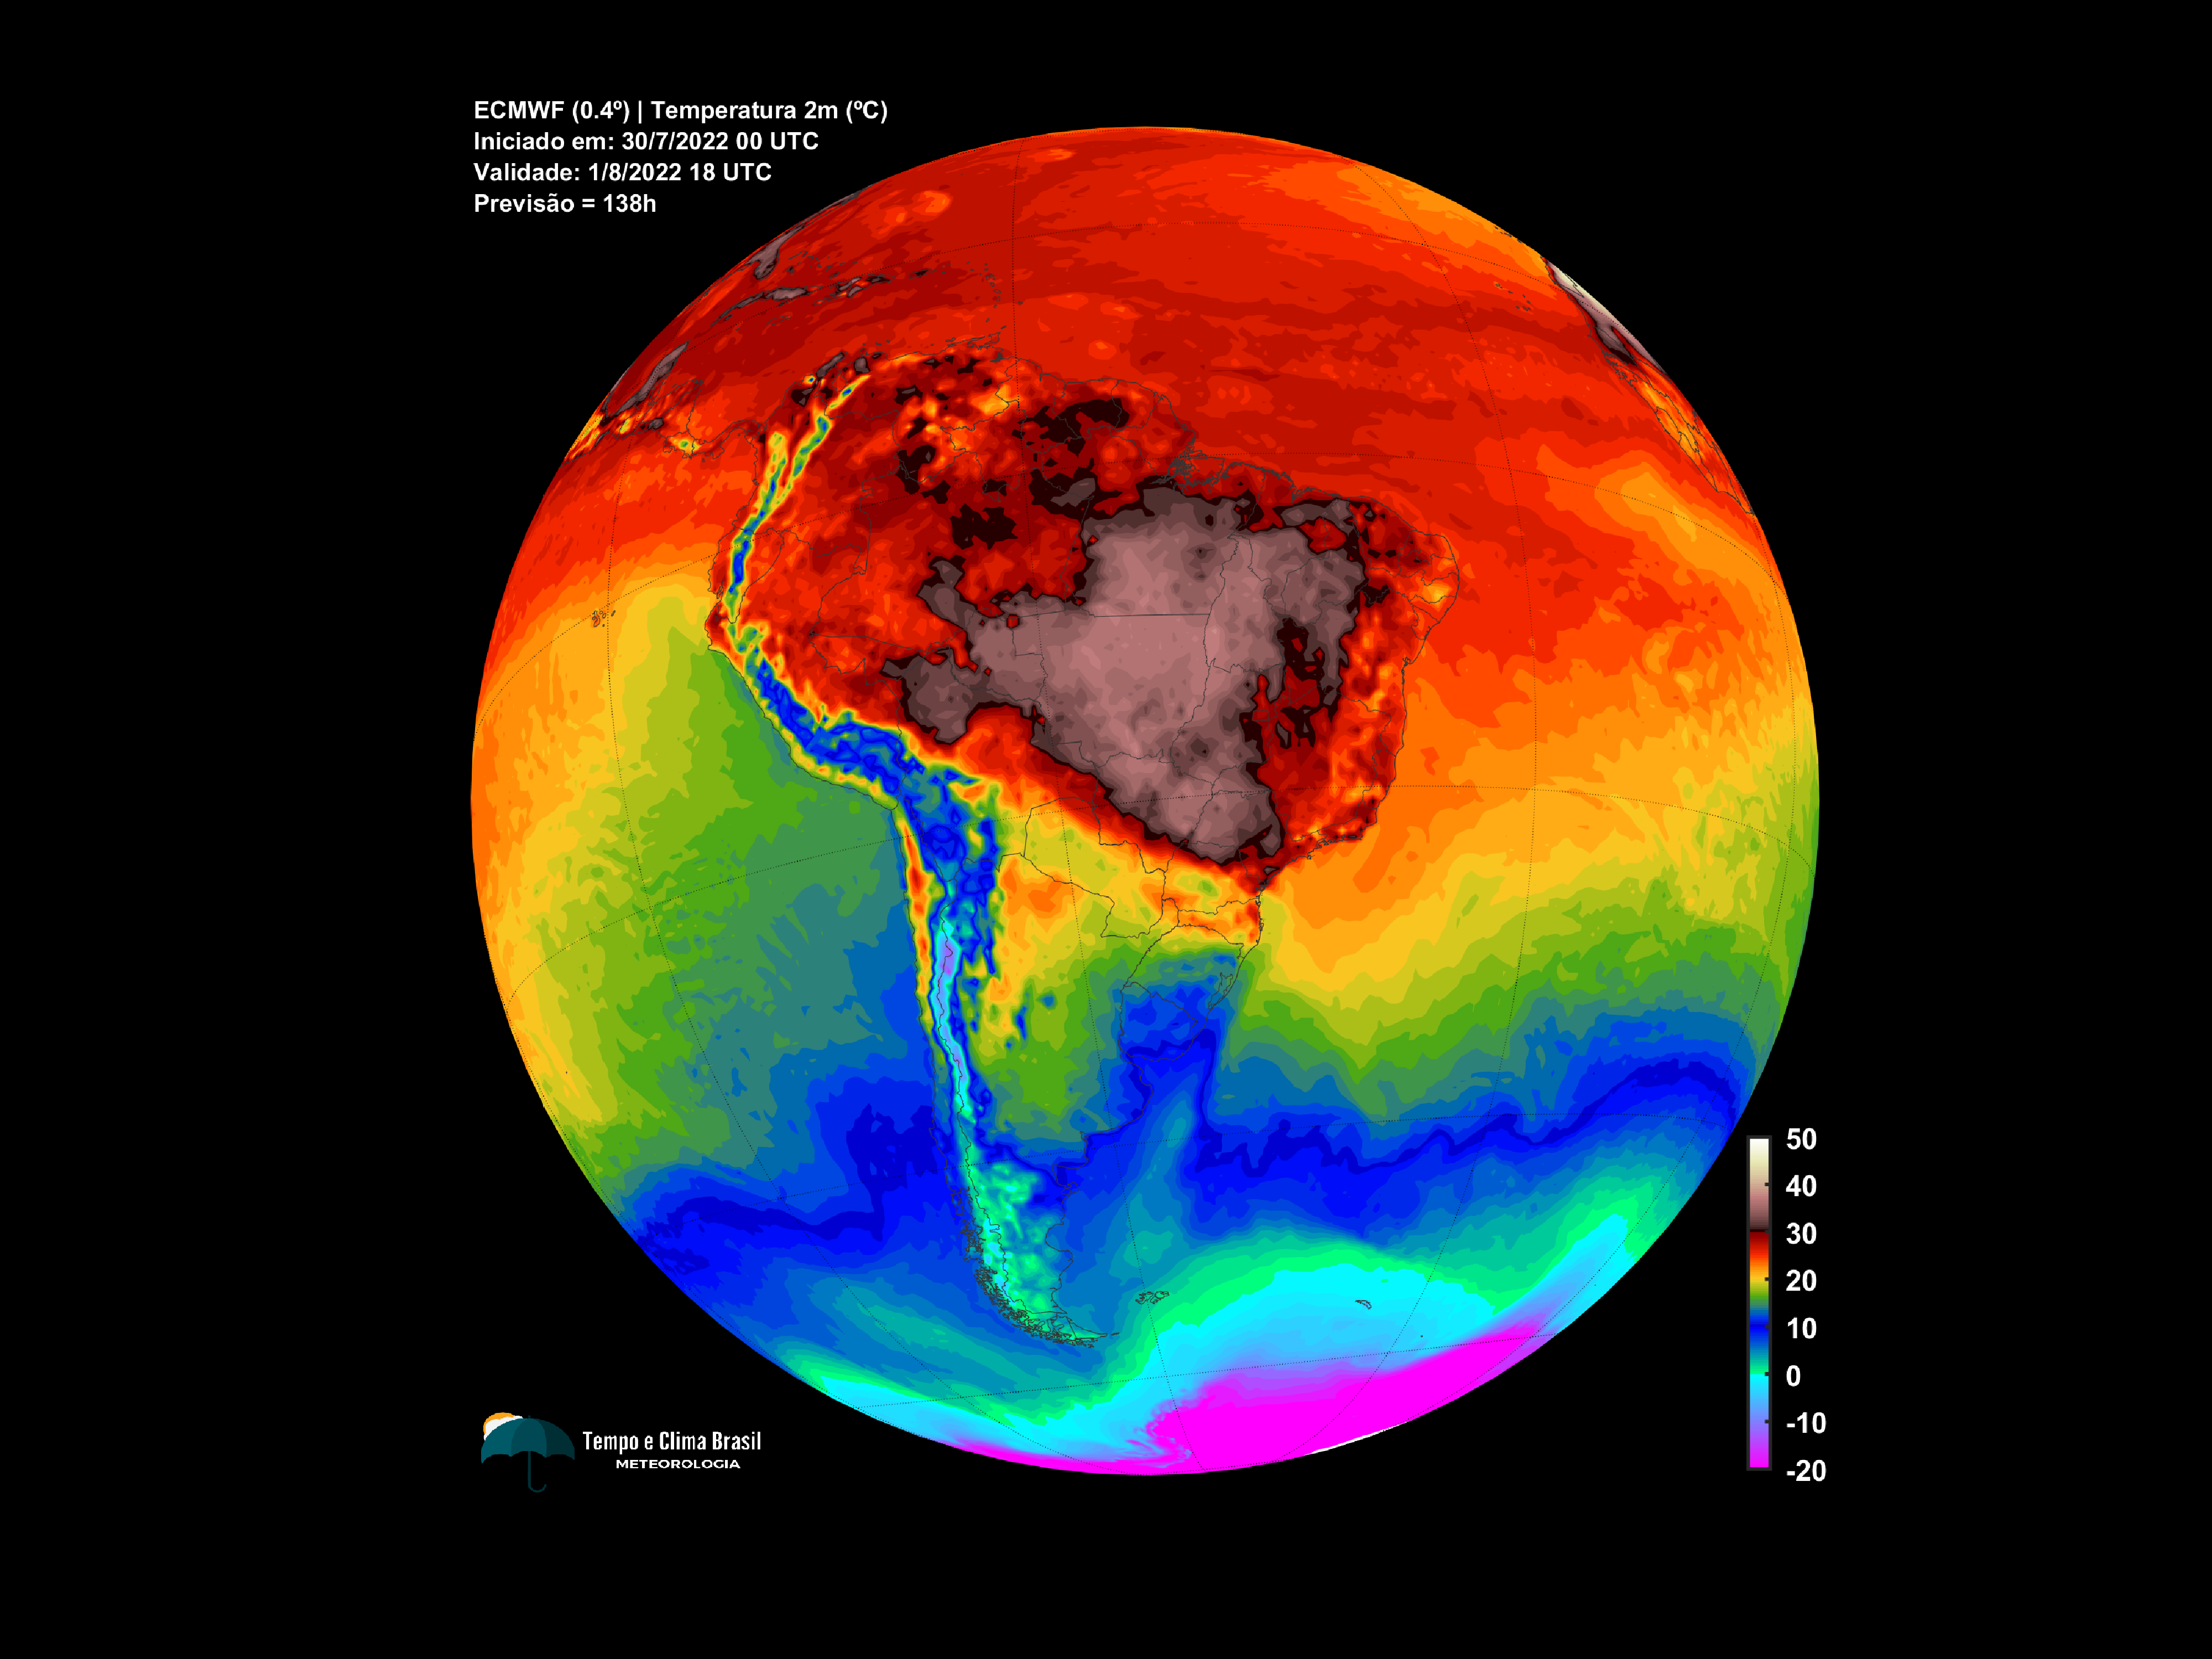 ECMWF (0.4º) | Temperatura 2m (ºC)
Iniciado em: 30/7/2022 00 UTC
Validade: 1/8/2022 18 UTC
Previsão = 138h
50
40
30
20
10
0
-10
-20
Tempo e Clima Brasil
METEOROLOGIA